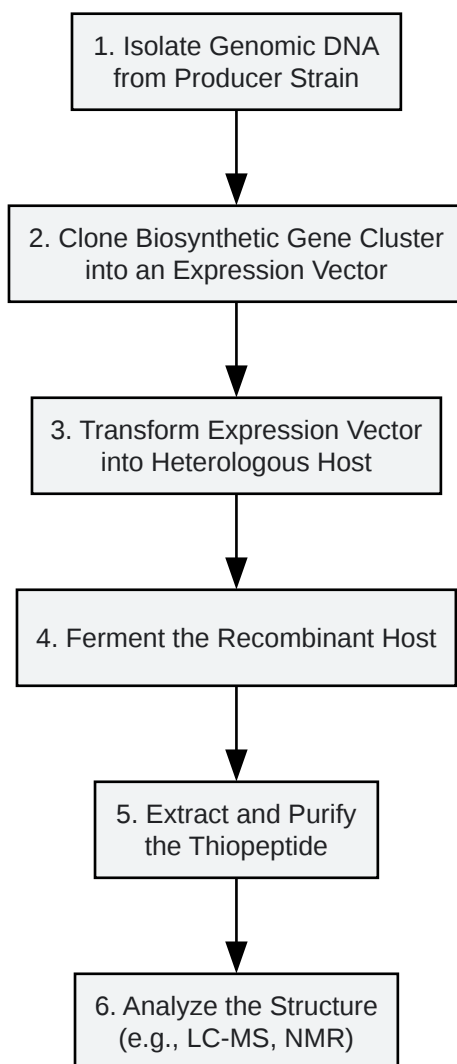 1. Isolate Genomic DNA
from Producer Strain
2. Clone Biosynthetic Gene Cluster
into an Expression Vector
3. Transform Expression Vector
into Heterologous Host
4. Ferment the Recombinant Host
5. Extract and Purify
the Thiopeptide
6. Analyze the Structure
(e.g., LC-MS, NMR)